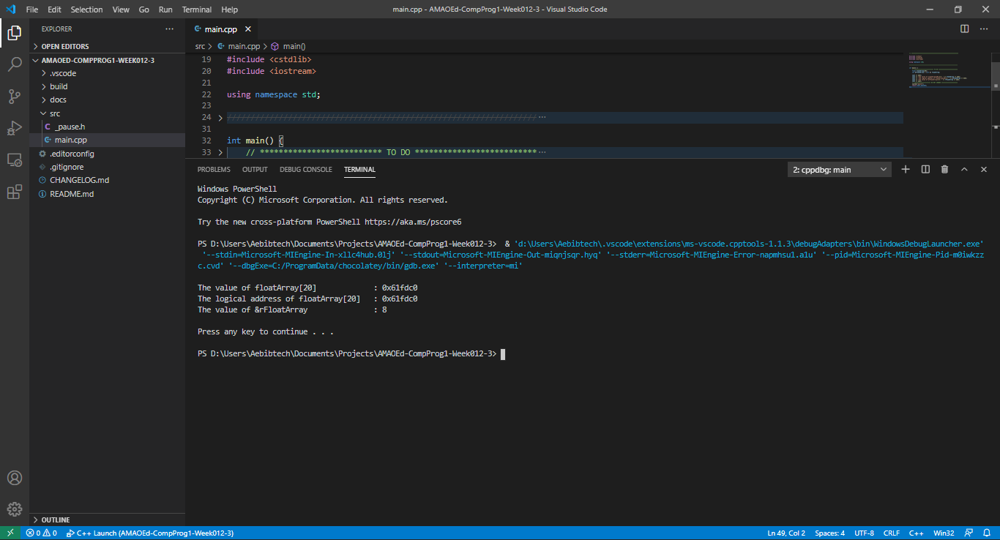 File Edit Selection View Go Run Terminal Help
main.cpp - AMAOEd-CompProg1-Week012-3 - Visual Studio Code
EXPLORER
OPEN EDITORS
AMAOED-COMPPROG1-WEEK012-3
.vscode
build
docs
src
_pause.h
main.cpp
.editorconfig
.gitignore
CHANGELOG.md
README.md
OUTLINE
main.cpp
src > main.cpp > main()
19 #include <cstdlib>
20 #include <iostream>
21
22 using namespace std;
23
24
31
32 int main() {
33 // ************************** TO DO **************************
PROBLEMS OUTPUT DEBUG CONSOLE TERMINAL
2: cppdbg: main
Windows PowerShell
Copyright (C) Microsoft Corporation. All rights reserved.
Try the new cross-platform PowerShell https://aka.ms/pscore6
PS D:\Users\Aebibtech\Documents\Projects\AMAOEd-CompProg1-Week012-3> & 'd:\Users\Aebibtech\.vscode\extensions\ms-vscode.cpptools-1.1.3\debugAdapters\bin\WindowsDebugLauncher.exe'
'--stdin=Microsoft-MIEngine-In-xllc4hub.0lj' '--stdout=Microsoft-MIEngine-Out-miqnjsqr.hyq' '--stderr=Microsoft-MIEngine-Error-napmhsu1.a1u' '--pid=Microsoft-MIEngine-Pid-m0iwkzz
c.cvd' '--dbgExe=C:/ProgramData/chocolatey/bin/gdb.exe' '--interpreter=mi'
The value of floatArray[20] : 0x61fdc0
The logical address of floatArray[20] : 0x61fdc0
The value of &rFloatArray : 8
Press any key to continue . . .
PS D:\Users\Aebibtech\Documents\Projects\AMAOEd-CompProg1-Week012-3>
0 0 C++ Launch (AMAOEd-CompProg1-Week012-3)
Ln 49, Col 2 Spaces: 4 UTF-8 CRLF C++ Win32